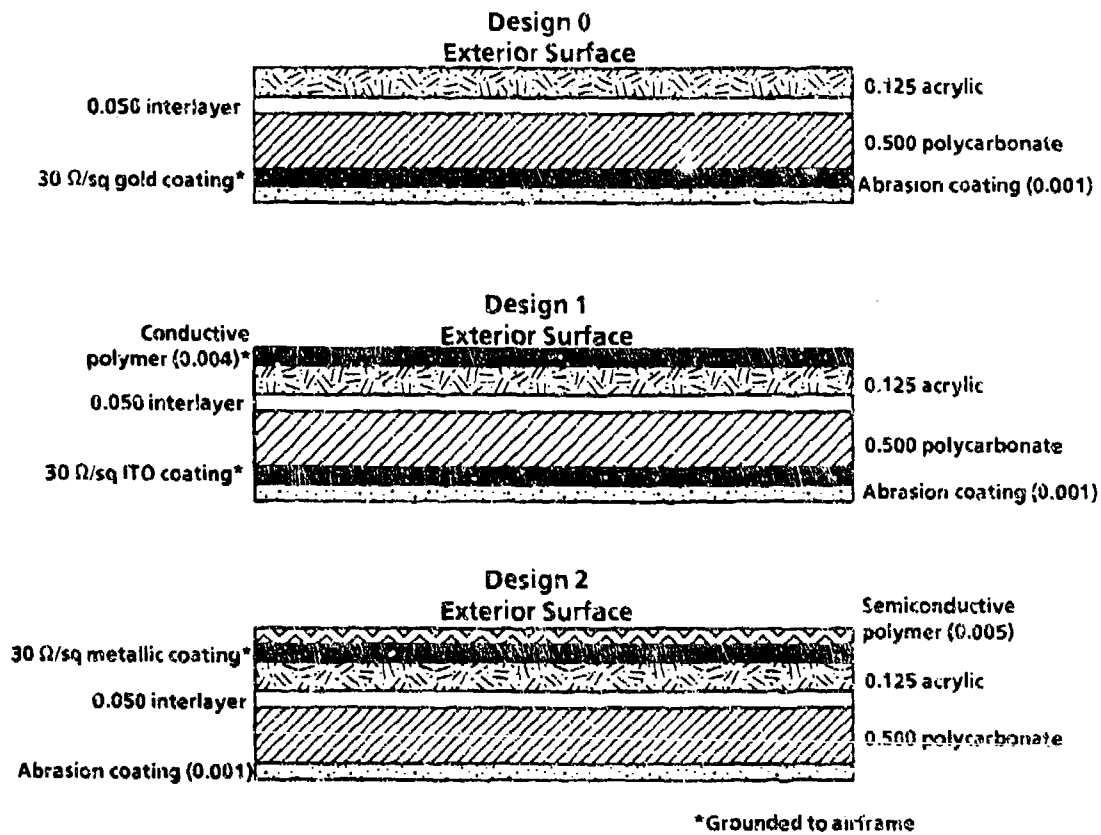 Design 0
Exterior Surface
0.125 acrylic
0.050 interlayer
0.500 polycarbonate
30 Ω/sq gold coating*
Abrasion coating (0.001)
Design 1
Exterior Surface
Conductive
polymer (0.004)*
0.125 acrylic
0.050 interlayer
0.500 polycarbonate
30 Ω/sq ITO coating*
Abrasion coating (0.001)
Design 2
Exterior Surface
Semiconductive
polymer (0.005)
30 Ω/sq metallic coating*
0.125 acrylic
0.050 interlayer
0.500 polycarbonate
Abrasion coating (0.001)
*Grounded to airframe